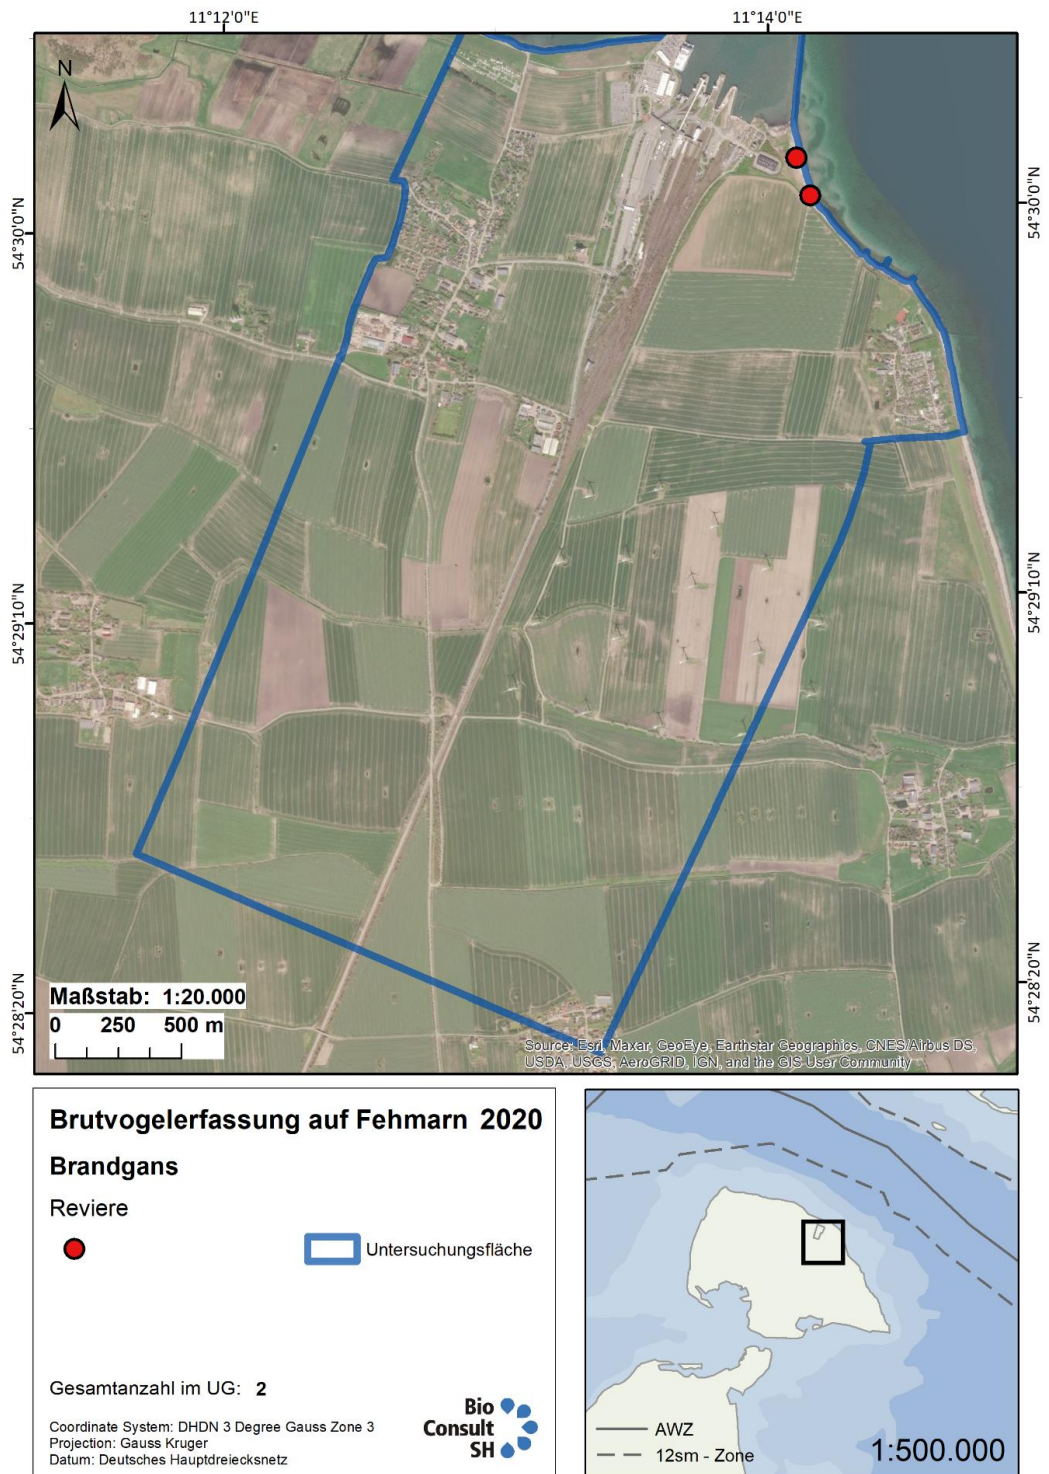 11°12'0"E
11°14'0"E
N
54°30'0"N
54°30'0"N
54°29'10"N
54°29'10"N
54°28'20"N
54°28'20"N
Maßstab: 1:20.000
0 250 500 m
Source: Esri, Maxar, GeoEye, Earthstar Geographics, CNES/Airbus DS,
USDA, USGS, AeroGRID, IGN, and the GIS User Community
Brutvogelerfassung auf Fehmarn 2020
Brandgans
Reviere
Untersuchungsfläche
Gesamtanzahl im UG: 2
Coordinate System: DHDN 3 Degree Gauss Zone 3
Projection: Gauss Kruger
Datum: Deutsches Hauptdreiecksnetz
Bio
Consult
SH
AWZ
12sm - Zone
1:500.000